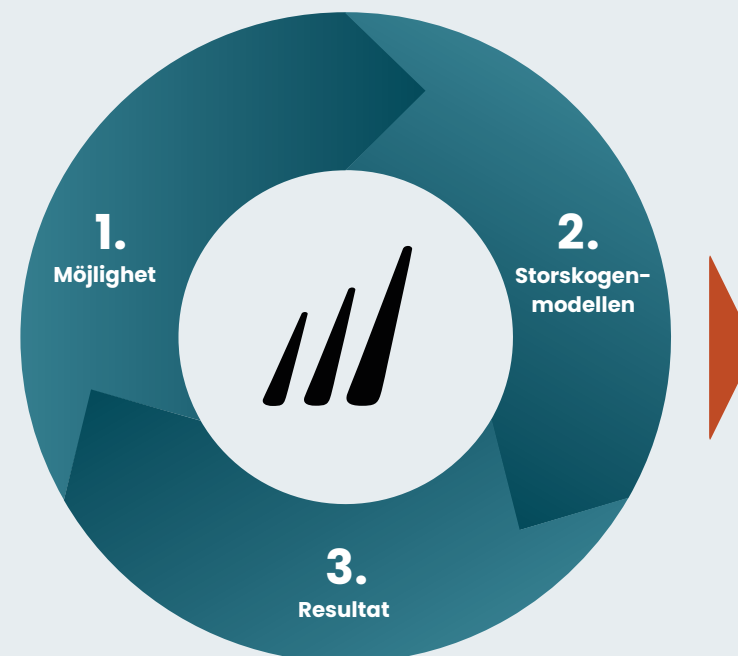 1.
Möjlighet
2.
Storskogen-
modellen
3.
Resultat